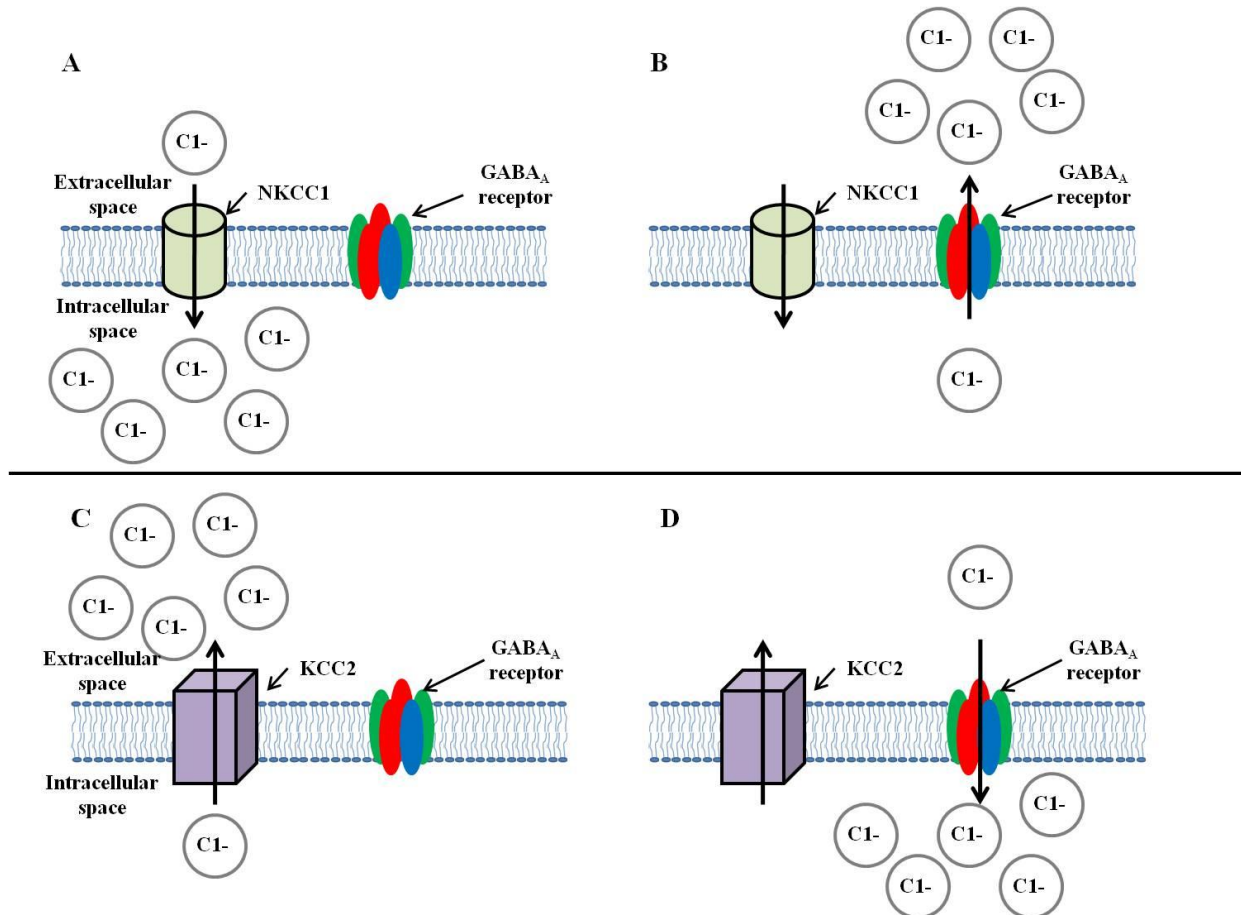 A
C1-
Extracellular
space
NKCC1
GABAA
receptor
Intracellular
space
C1-
C1-
C1-
C1-
C1-
B
C1-
C1-
C1-
C1-
C1-
NKCC1
GABAA
receptor
C1-
C
C1-
C1-
C1-
C1-
C1-
Extracellular
space
KCC2
GABAA
receptor
Intracellular
space
C1-
D
C1-
KCC2
GABAA
receptor
C1-
C1-
C1-
C1-
C1-